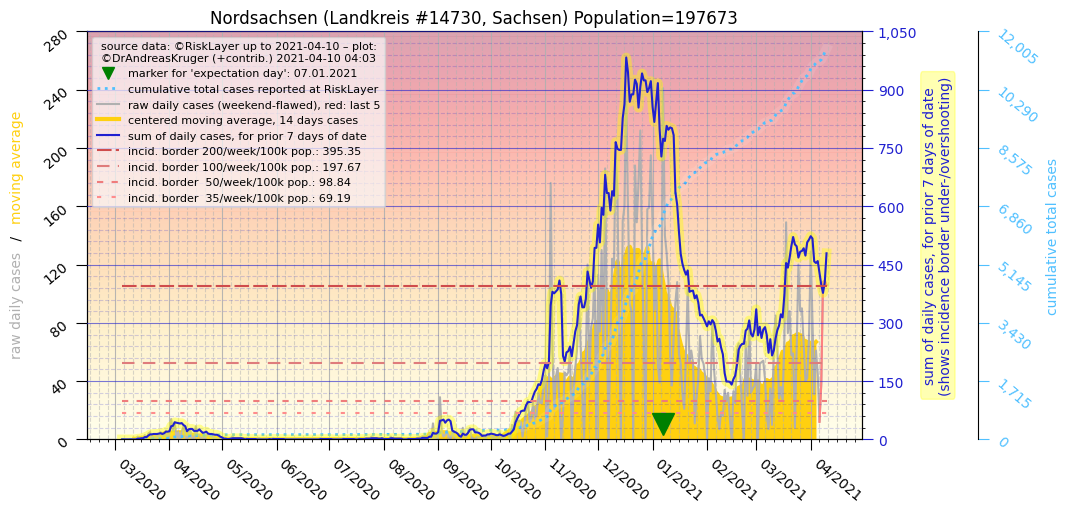 Nordsachsen (Landkreis #14730, Sachsen) Population=197673
source data: ©RiskLayer up to 2021-04-10 – plot:
©DrAndreasKruger (+contrib.) 2021-04-10 04:03
marker for 'expectation day': 07.01.2021
cumulative total cases reported at RiskLayer
raw daily cases (weekend-flawed), red: last 5
centered moving average, 14 days cases
sum of daily cases, for prior 7 days of date
incid. border 200/week/100k pop.: 395.35
incid. border 100/week/100k pop.: 197.67
incid. border  50/week/100k pop.: 98.84
incid. border  35/week/100k pop.: 69.19
raw daily cases / moving average
280
240
200
160
120
80
40
0
03/2020
04/2020
05/2020
06/2020
07/2020
08/2020
09/2020
10/2020
11/2020
12/2020
01/2021
02/2021
03/2021
04/2021
1,050
900
750
600
450
300
150
0
sum of daily cases, for prior 7 days of date
(shows incidence border under-/overshooting)
12,005
10,290
8,575
6,860
5,145
3,430
1,715
0
cumulative total cases